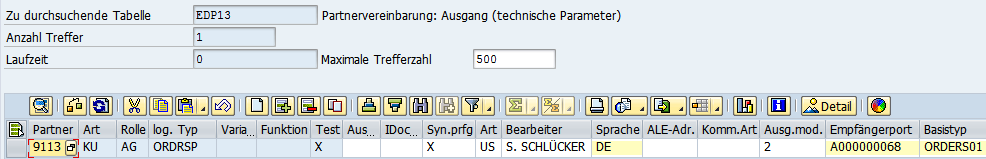 Zu durchsuchende Tabelle EDP13 Partnervereinbarung: Ausgang (technische Parameter)
Anzahl Treffer 1
Laufzeit 0 Maximale Trefferzahl 500
Detail
Partner Art Rolle log. Typ Varia... Funktion Test Aus... IDoc... Syn.prfg Art Bearbeiter Sprache ALE-Adr. Komm.Art Ausg.mod. Empfängerport Basistyp
9113 KU AG ORDRSP X X US S. SCHLÜCKER DE 2 A000000068 ORDERS01